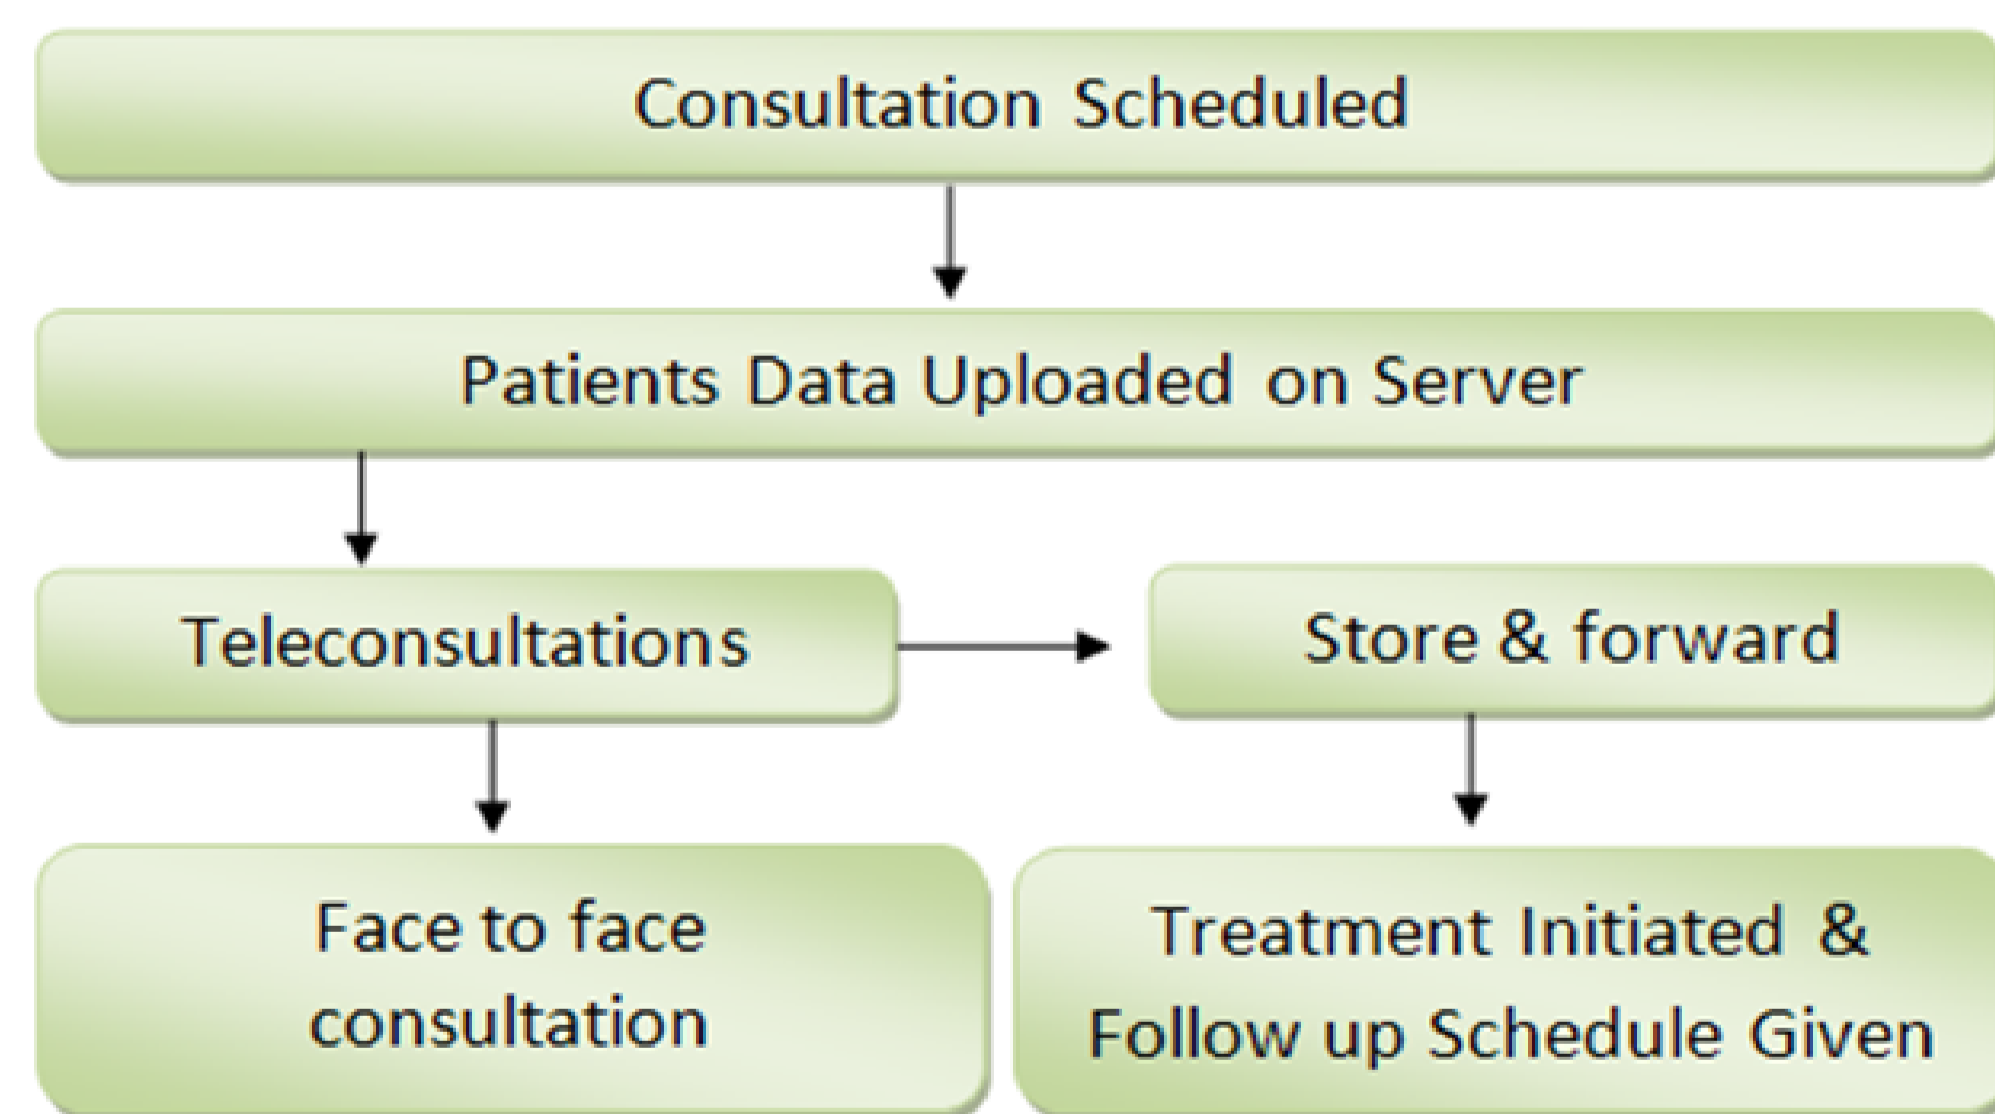 Consultation Scheduled
Patients Data Uploaded on Server
Teleconsultations
Store & forward
Face to face
consultation
Treatment Initiated &
Follow up Schedule Given